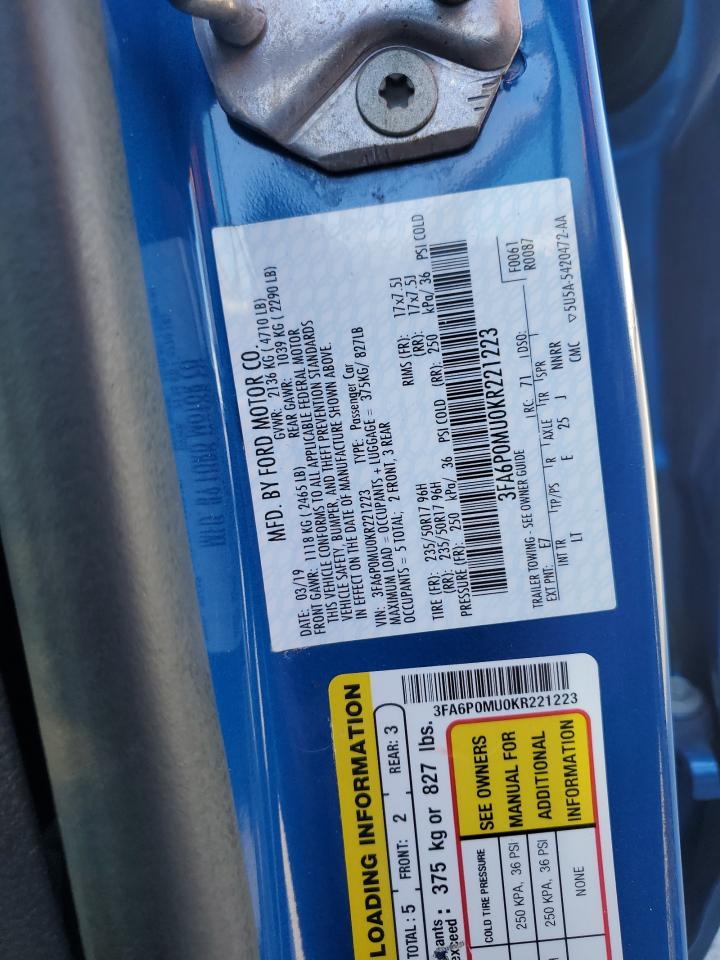 MFD. BY FORD MOTOR CO.
DATE: 03/19 GVWR: 2136 KG ( 4710 LB)
FRONT GAWR: 1118 KG ( 2465 LB) REAR GAWR: 1039 KG ( 2290 LB)
THIS VEHICLE CONFORMS TO ALL APPLICABLE FEDERAL MOTOR
VEHICLE SAFETY, BUMPER, AND THEFT PREVENTION STANDARDS
IN EFFECT ON THE DATE OF MANUFACTURE SHOWN ABOVE.
VIN: 3FA6P0MU0KR221223 TYPE: Passenger Car
MAXIMUM LOAD = OCCUPANTS + LUGGAGE = 375KG/ 827LB
OCCUPANTS = 5 TOTAL; 2 FRONT, 3 REAR
TIRE (FR): 235/50R17 96H RIMS (FR): 17x7.5J
(RR): 235/50R17 96H (RR): 17x7.5J
PRESSURE (FR): 250 kPa/ 36 PSI COLD (RR): 250 kPa/ 36 PSI COLD
3FA6P0MU0KR221223
TRAILER TOWING - SEE OWNER GUIDE
EXT PNT: E7 RC: 71 DSO: F0061
R0087
INT TR TP/PS R AXLE TR SPR
LT E 25 J NNRR CMC
▽5U5A-5420472-AA
LOADING INFORMATION
TOTAL: 5 FRONT: 2 REAR: 3
exceed: 375 kg or 827 lbs.
3FA6P0MU0KR221223
COLD TIRE PRESSURE
250 KPA, 36 PSI
250 KPA, 36 PSI
NONE
SEE OWNERS
MANUAL FOR
ADDITIONAL
INFORMATION